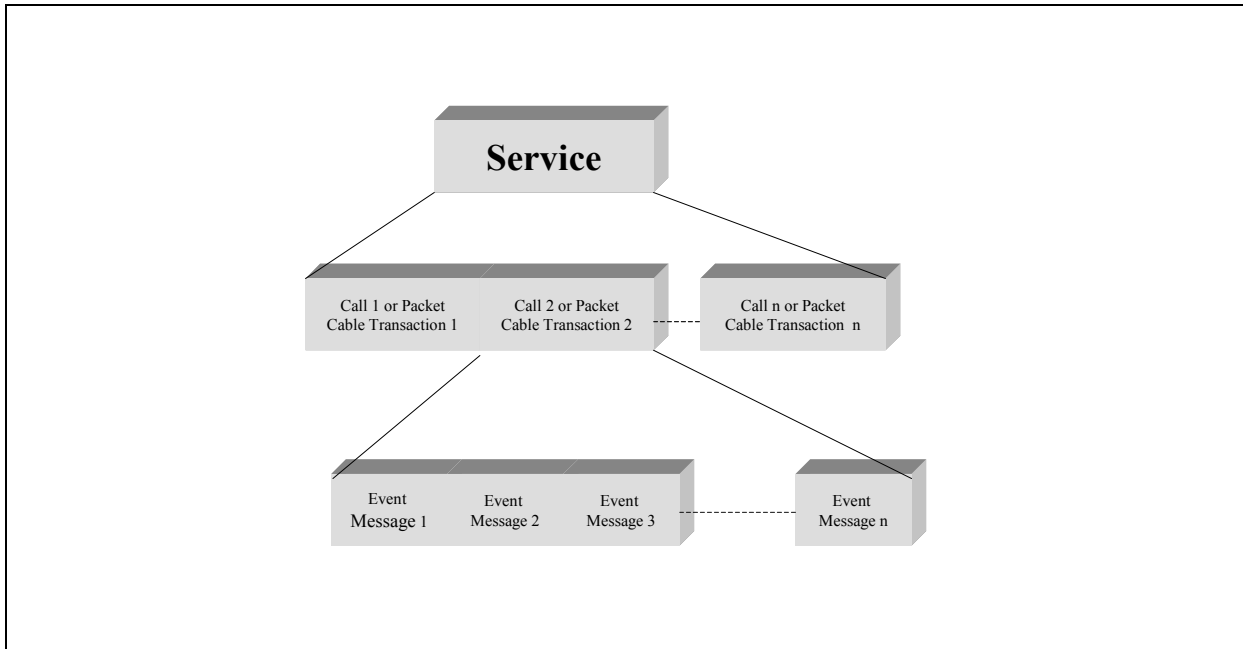 Service
Call 1 or Packet
Cable Transaction 1
Call 2 or Packet
Cable Transaction 2
Call n or Packet
Cable Transaction n
Event
Message 1
Event
Message 2
Event
Message 3
Event
Message n